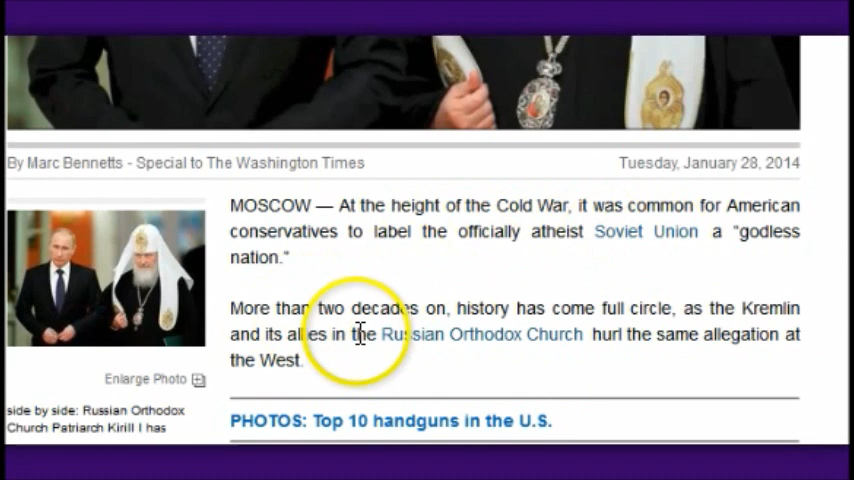 By Marc Bennetts - Special to The Washington Times
Tuesday, January 28, 2014
MOSCOW — At the height of the Cold War, it was common for American
conservatives to label the officially atheist Soviet Union a “godless
nation.”
More than two decades on, history has come full circle, as the Kremlin
and its allies in the Russian Orthodox Church hurl the same allegation at
the West.
Enlarge Photo
side by side: Russian Orthodox
Church Patriarch Kirill I has
PHOTOS: Top 10 handguns in the U.S.